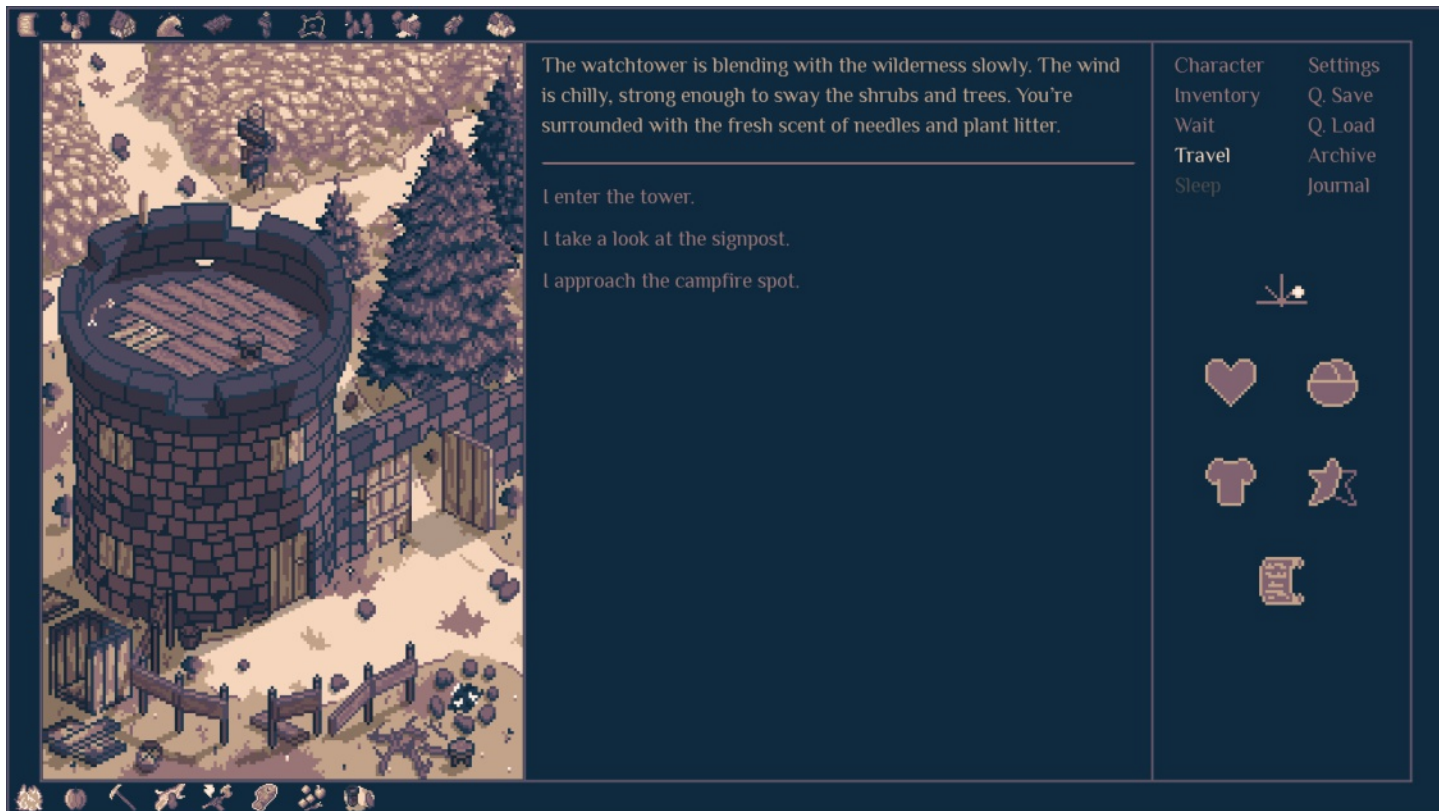 The watchtower is blending with the wilderness slowly. The wind
is chilly, strong enough to sway the shrubs and trees. You're
surrounded with the fresh scent of needles and plant litter.
I enter the tower.
I take a look at the signpost.
I approach the campfire spot.
Character
Settings
Inventory
Q. Save
Wait
Q. Load
Travel
Archive
Sleep
Journal